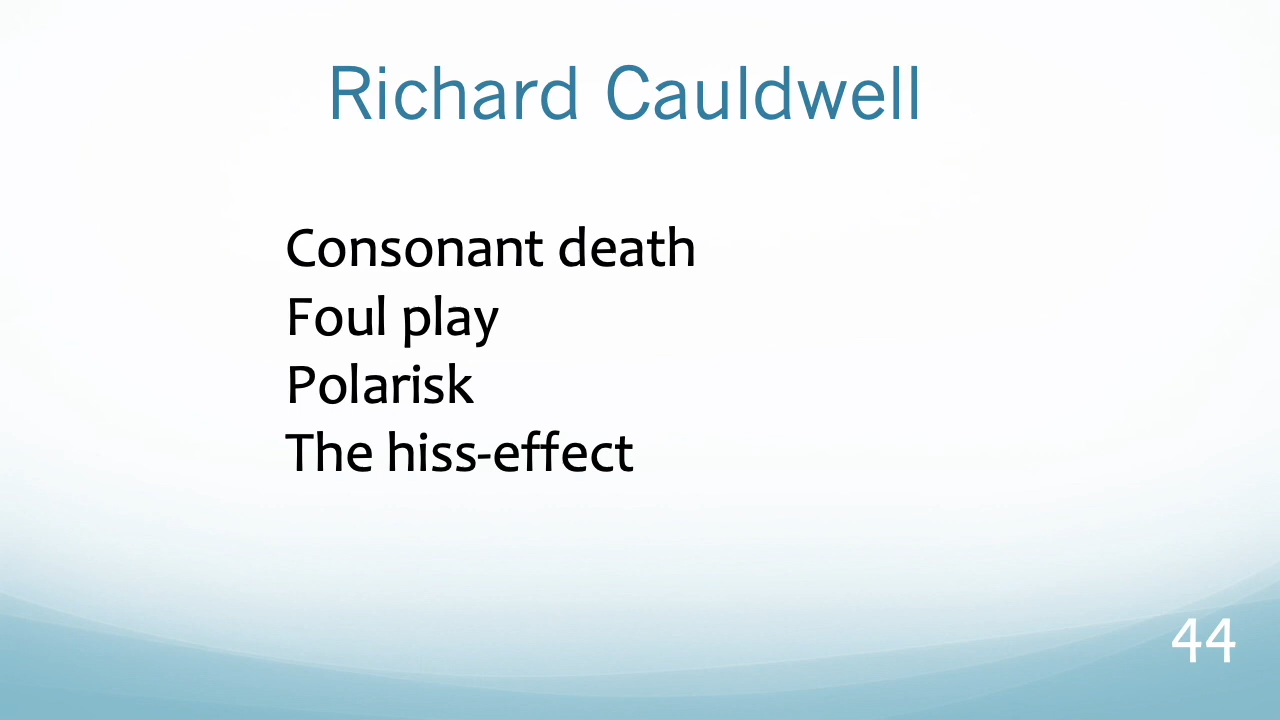 Richard Cauldwell
Consonant death
Foul play
Polarisk
The hiss-effect
44